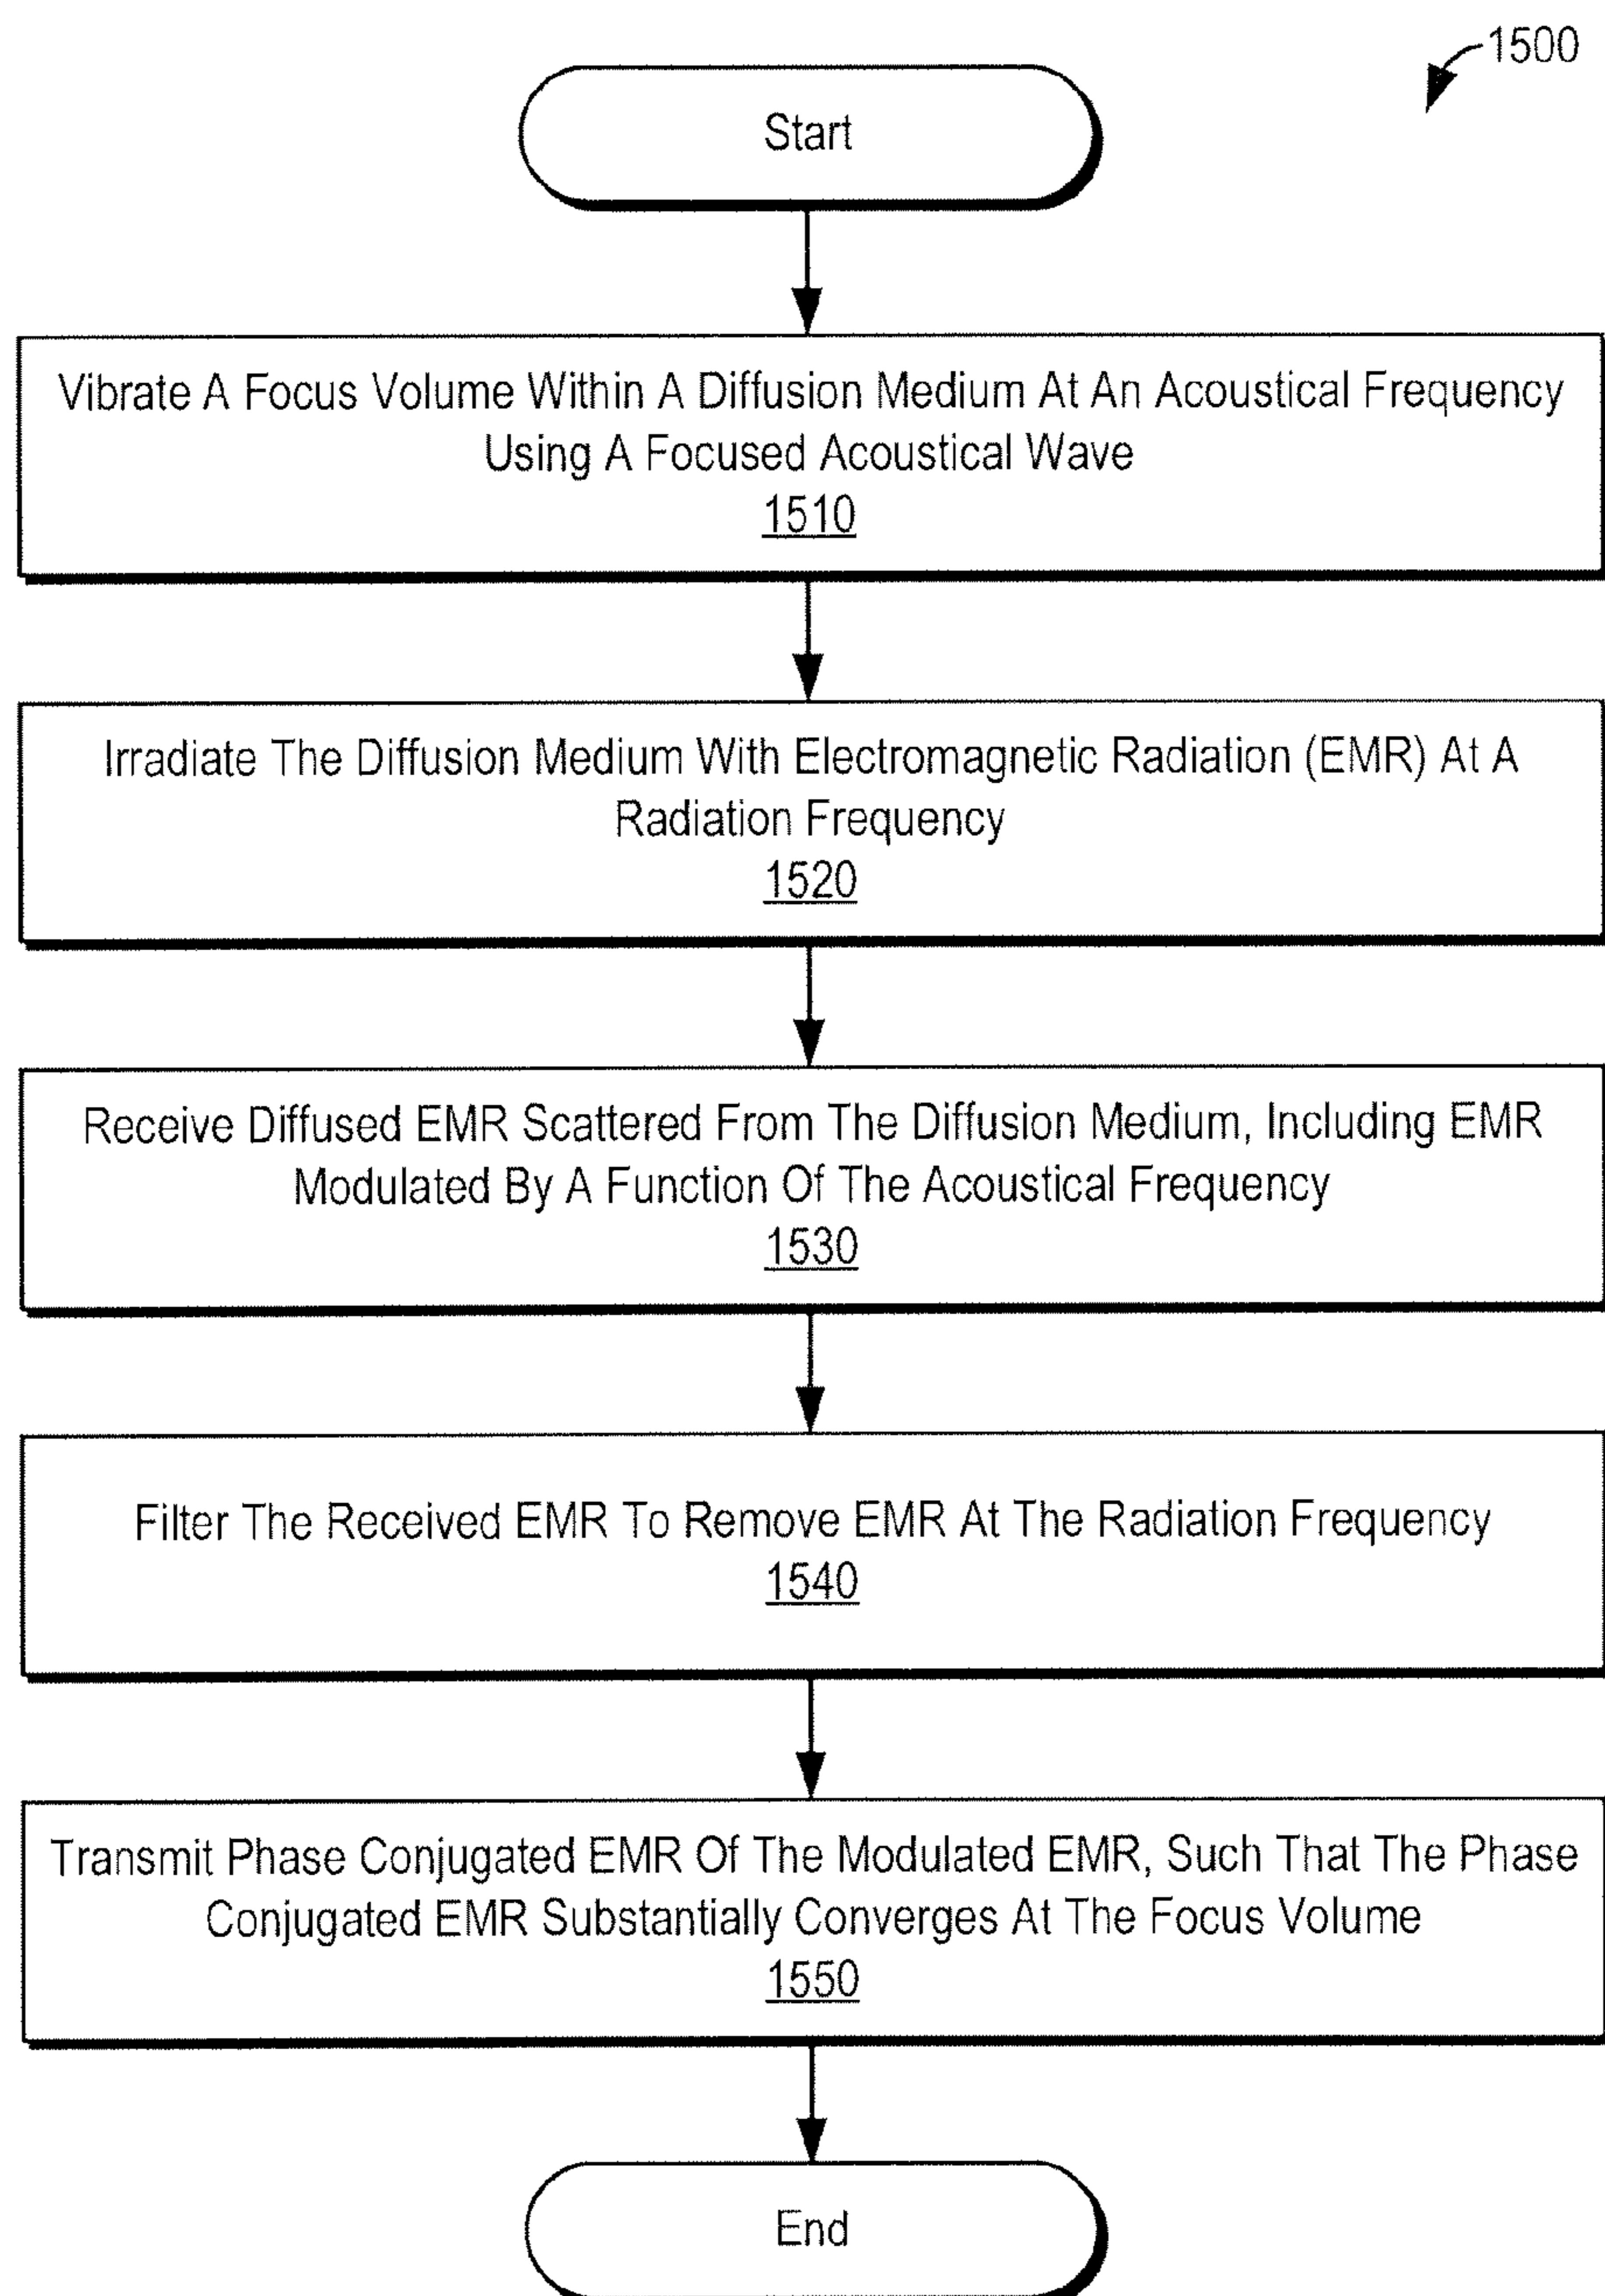 1500
Start
Vibrate A Focus Volume Within A Diffusion Medium At An Acoustical Frequency
Using A Focused Acoustical Wave
1510
Irradiate The Diffusion Medium With Electromagnetic Radiation (EMR) At A
Radiation Frequency
1520
Receive Diffused EMR Scattered From The Diffusion Medium, Including EMR
Modulated By A Function Of The Acoustical Frequency
1530
Filter The Received EMR To Remove EMR At The Radiation Frequency
1540
Transmit Phase Conjugated EMR Of The Modulated EMR, Such That The Phase
Conjugated EMR Substantially Converges At The Focus Volume
1550
End